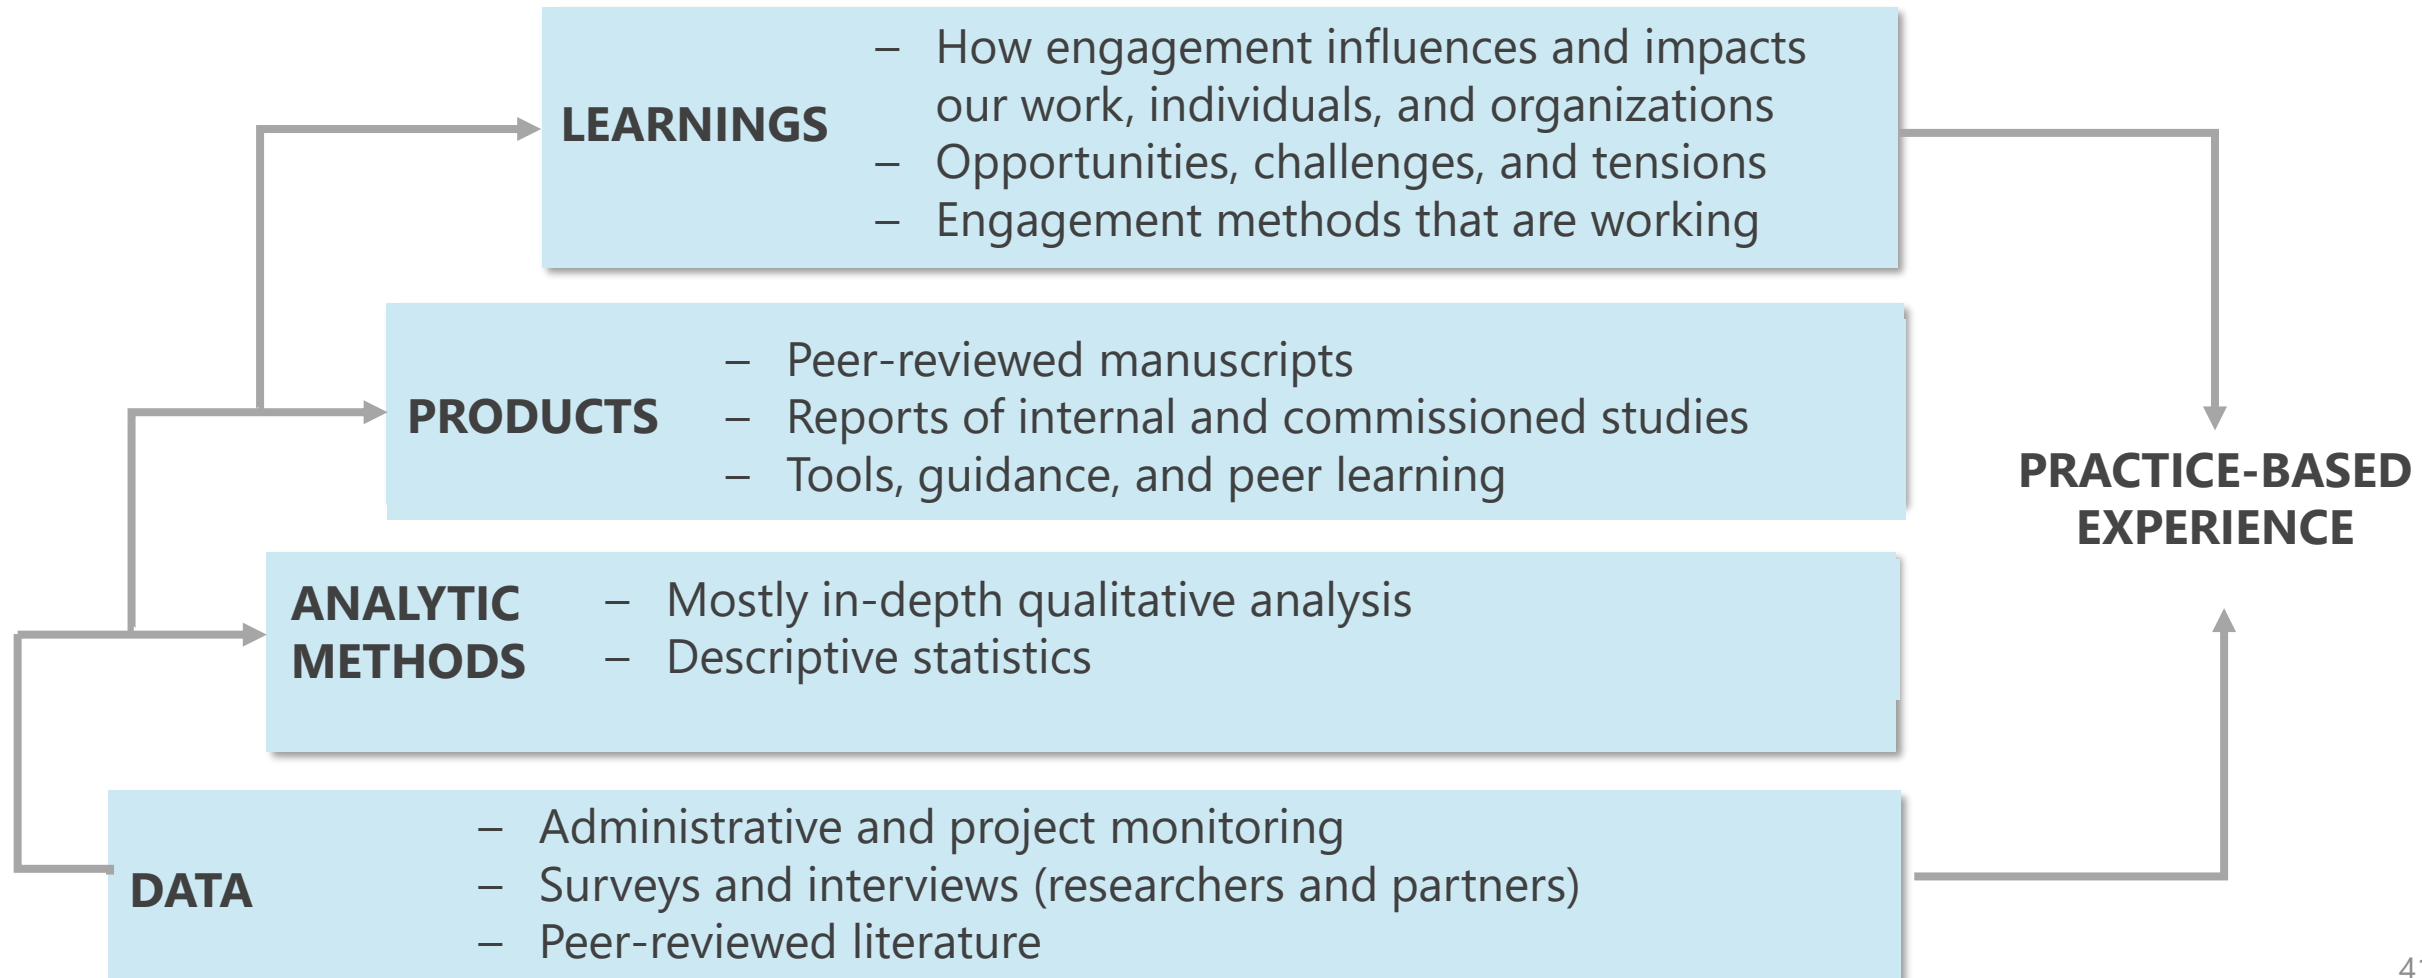 LEARNINGS
– How engagement influences and impacts
our work, individuals, and organizations
– Opportunities, challenges, and tensions
– Engagement methods that are working
PRODUCTS
– Peer-reviewed manuscripts
– Reports of internal and commissioned studies
– Tools, guidance, and peer learning
ANALYTIC
METHODS
– Mostly in-depth qualitative analysis
– Descriptive statistics
DATA
– Administrative and project monitoring
– Surveys and interviews (researchers and partners)
– Peer-reviewed literature
PRACTICE-BASED
EXPERIENCE